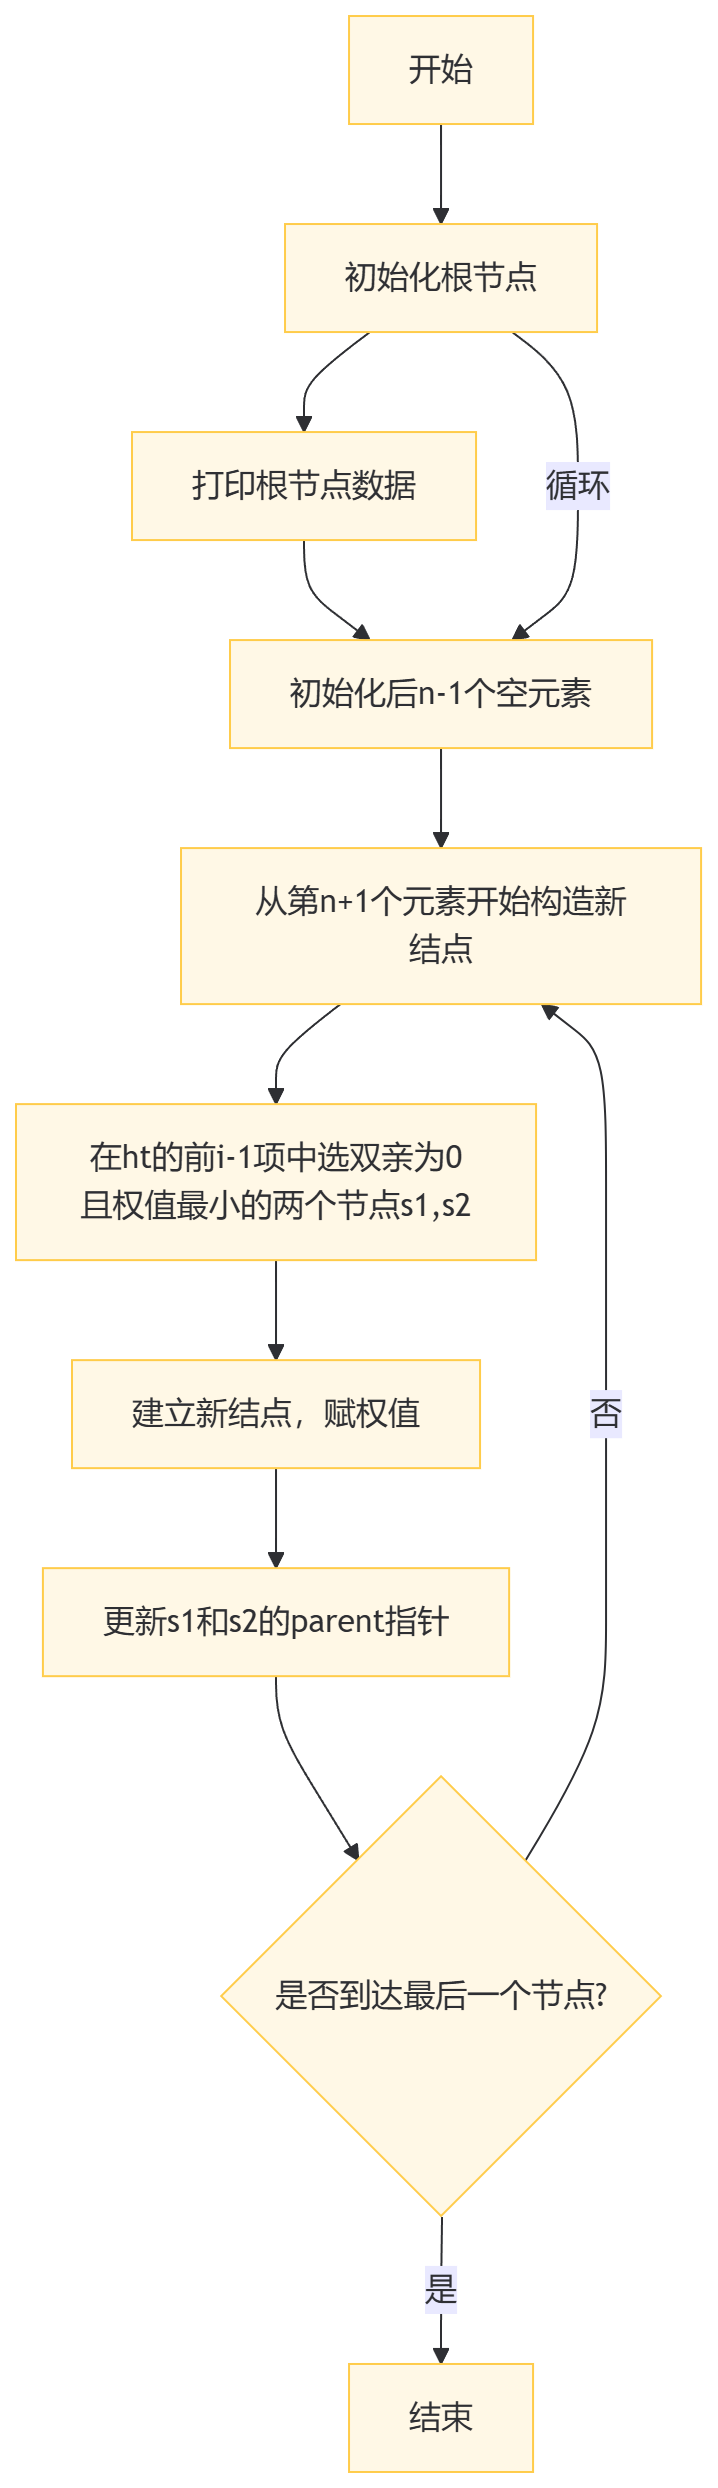 开始
初始化根节点
打印根节点数据
循环
初始化后n-1个空元素
从第n+1个元素开始构造新
结点
在ht的前i-1项中选双亲为0
且权值最小的两个节点s1,s2
建立新结点，赋权值
否
更新s1和s2的parent指针
是否到达最后一个节点?
是
结束